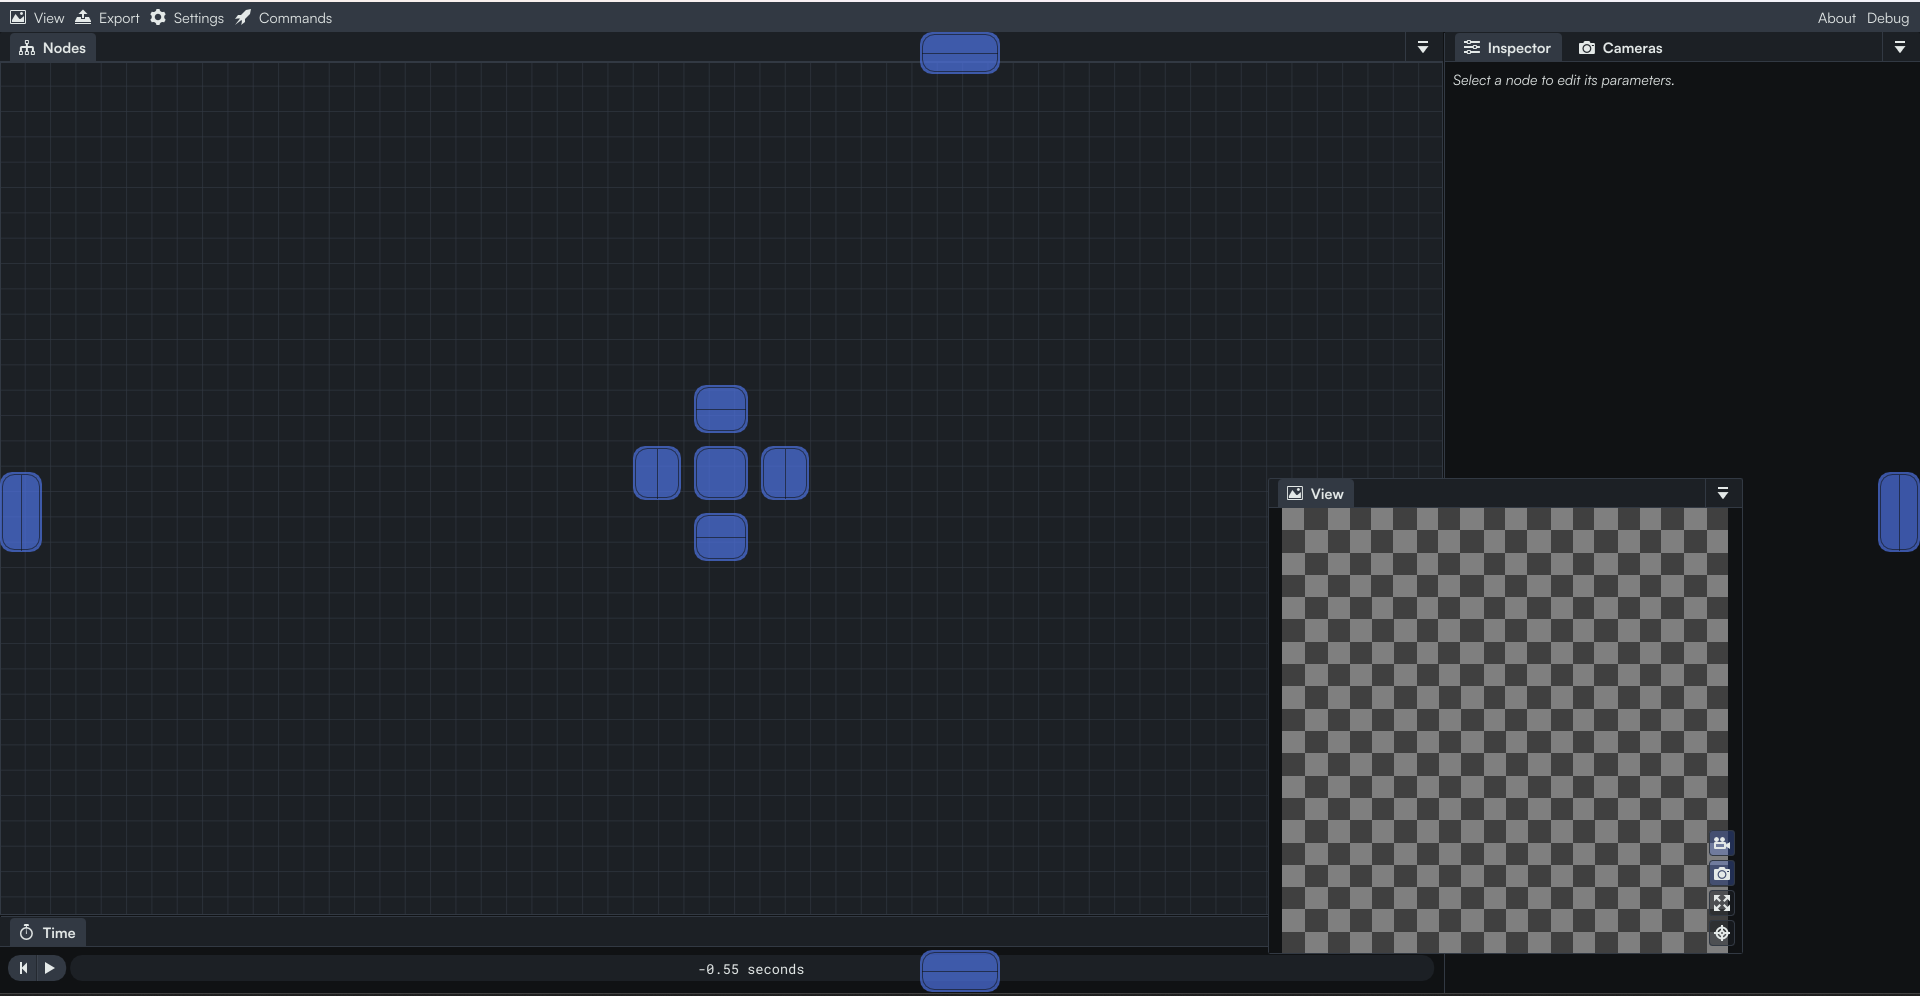 View Export Settings Commands About Debug
Nodes Inspector Cameras
Select a node to edit its parameters.
View
Time
-0.55 seconds